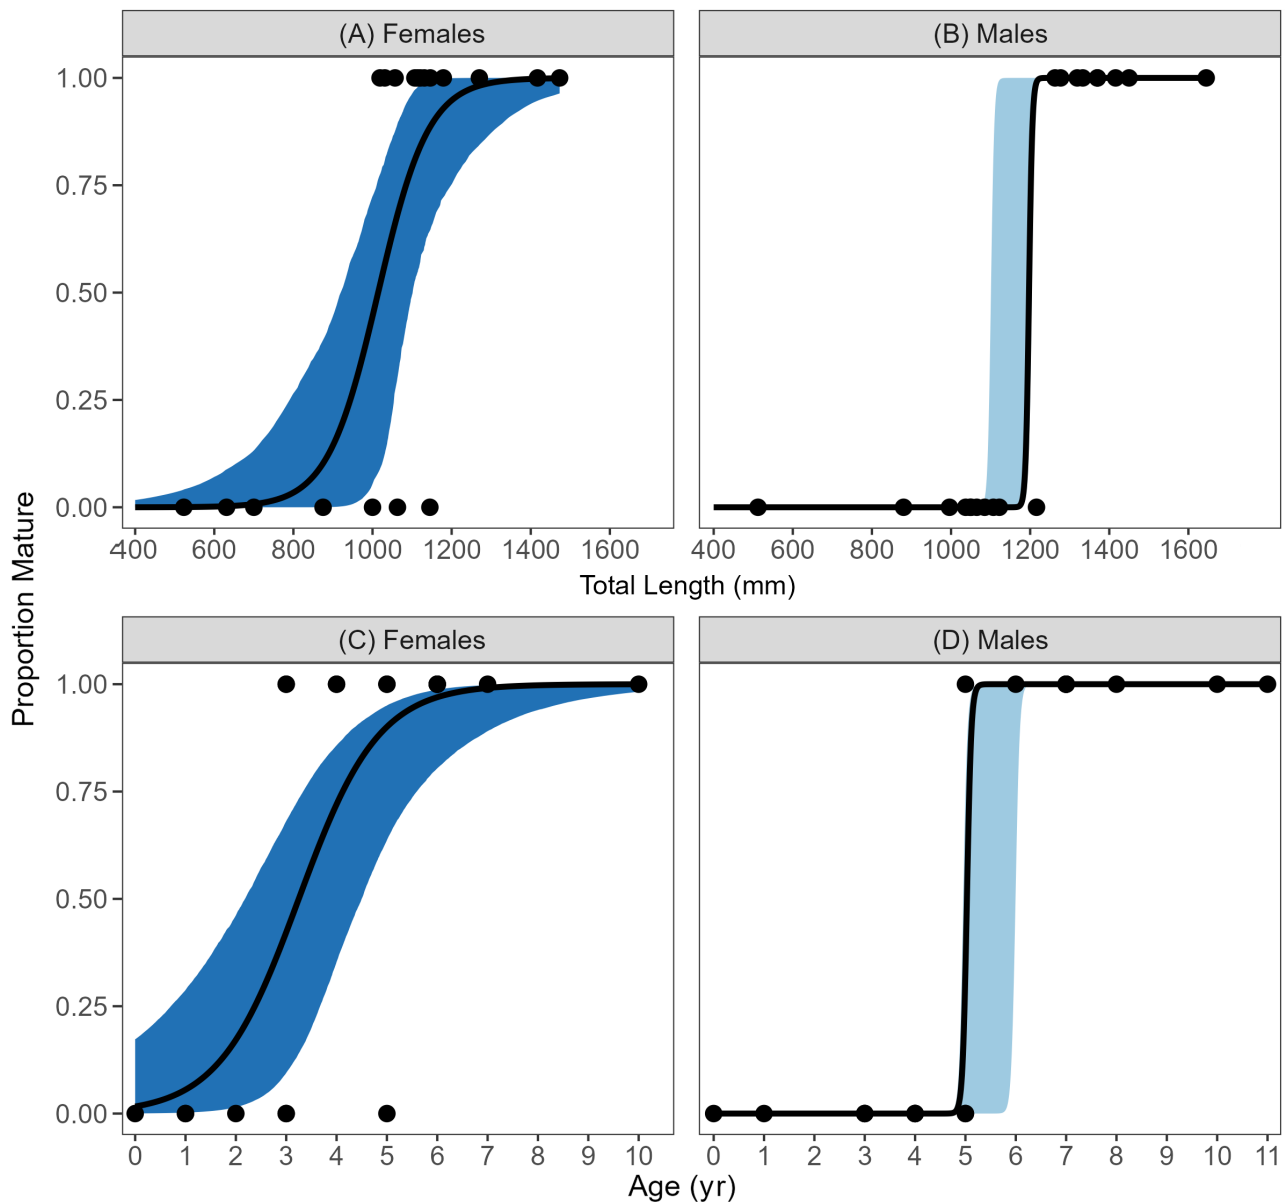 (A) Females
(B) Males
1.00
0.75
0.50
0.25
0.00
400 600 800 1000 1200 1400 1600
400 600 800 1000 1200 1400 1600
Total Length (mm)
Proportion Mature
(C) Females
(D) Males
1.00
0.75
0.50
0.25
0.00
0 1 2 3 4 5 6 7 8 9 10
0 1 2 3 4 5 6 7 8 9 10 11
Age (yr)